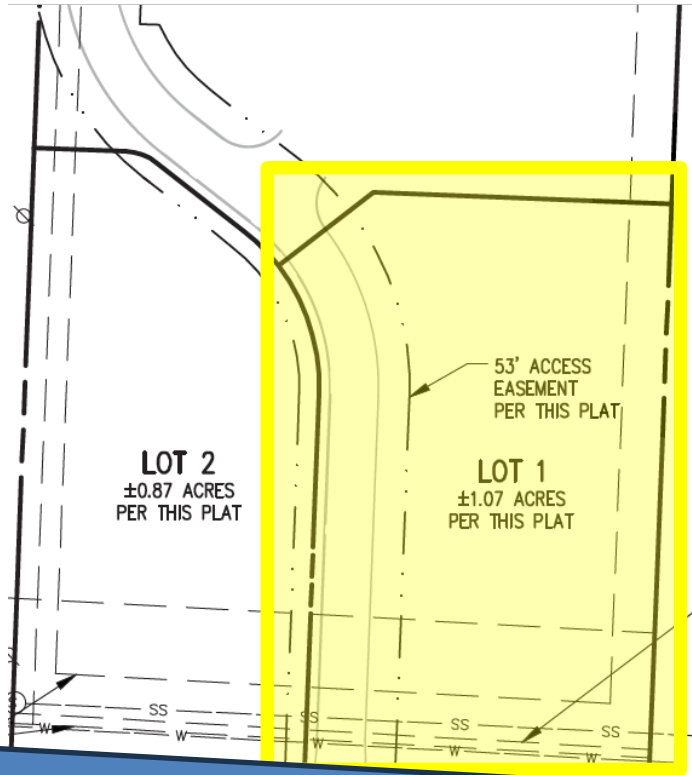 53' ACCESS
EASEMENT
PER THIS PLAT
LOT 2
±0.87 ACRES
PER THIS PLAT
LOT 1
±1.07 ACRES
PER THIS PLAT
SS
SS
SS
SS
W
W
W
W
W